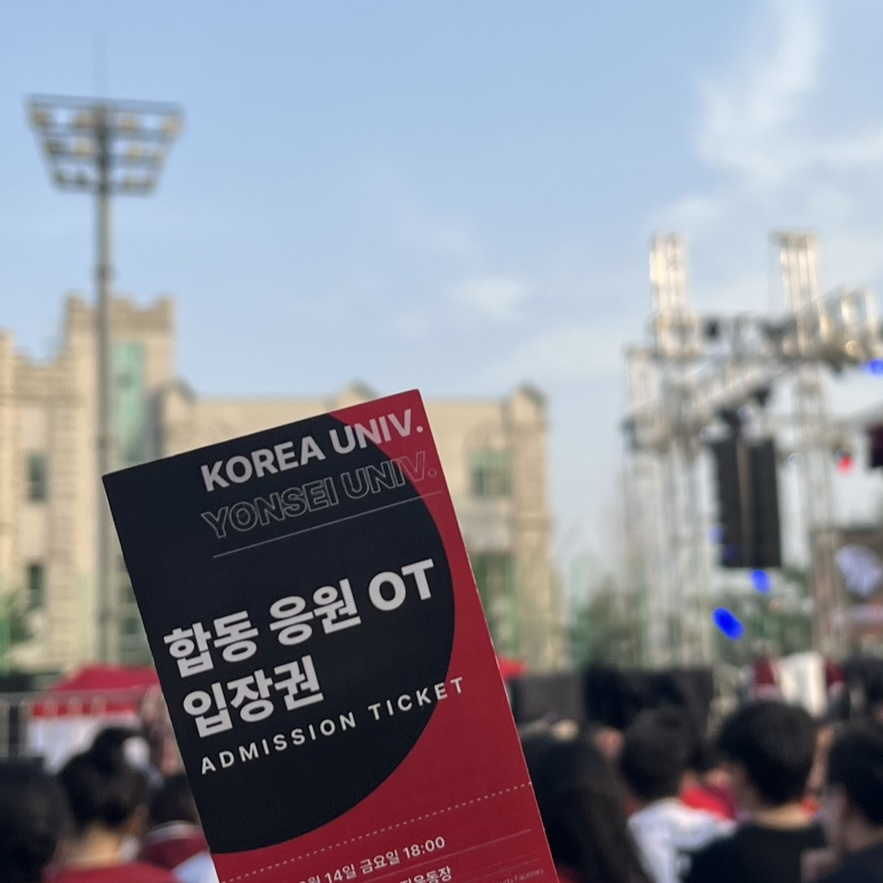 KOREA UNIV.
YONSEI UNIV.
합동 응원 OT
입장권
ADMISSION TICKET
14일 금요일 18:00